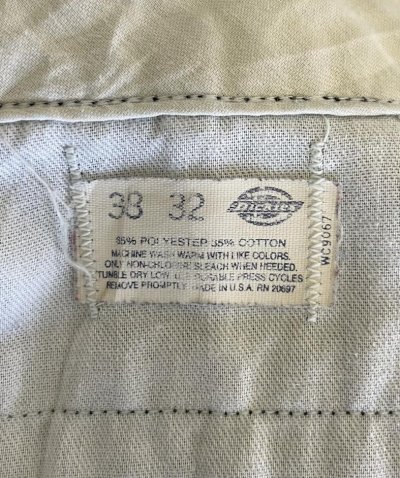 38 32
DICKIES
65% POLYESTER 35% COTTON
MACHINE WASH WARM WITH LIKE COLORS.
ONLY NON-CHLORINE BLEACH WHEN NEEDED.
TUMBLE DRY LOW. USE DURABLE PRESS CYCLES
REMOVE PROMPTLY. MADE IN U.S.A. RN 20697
WC9067